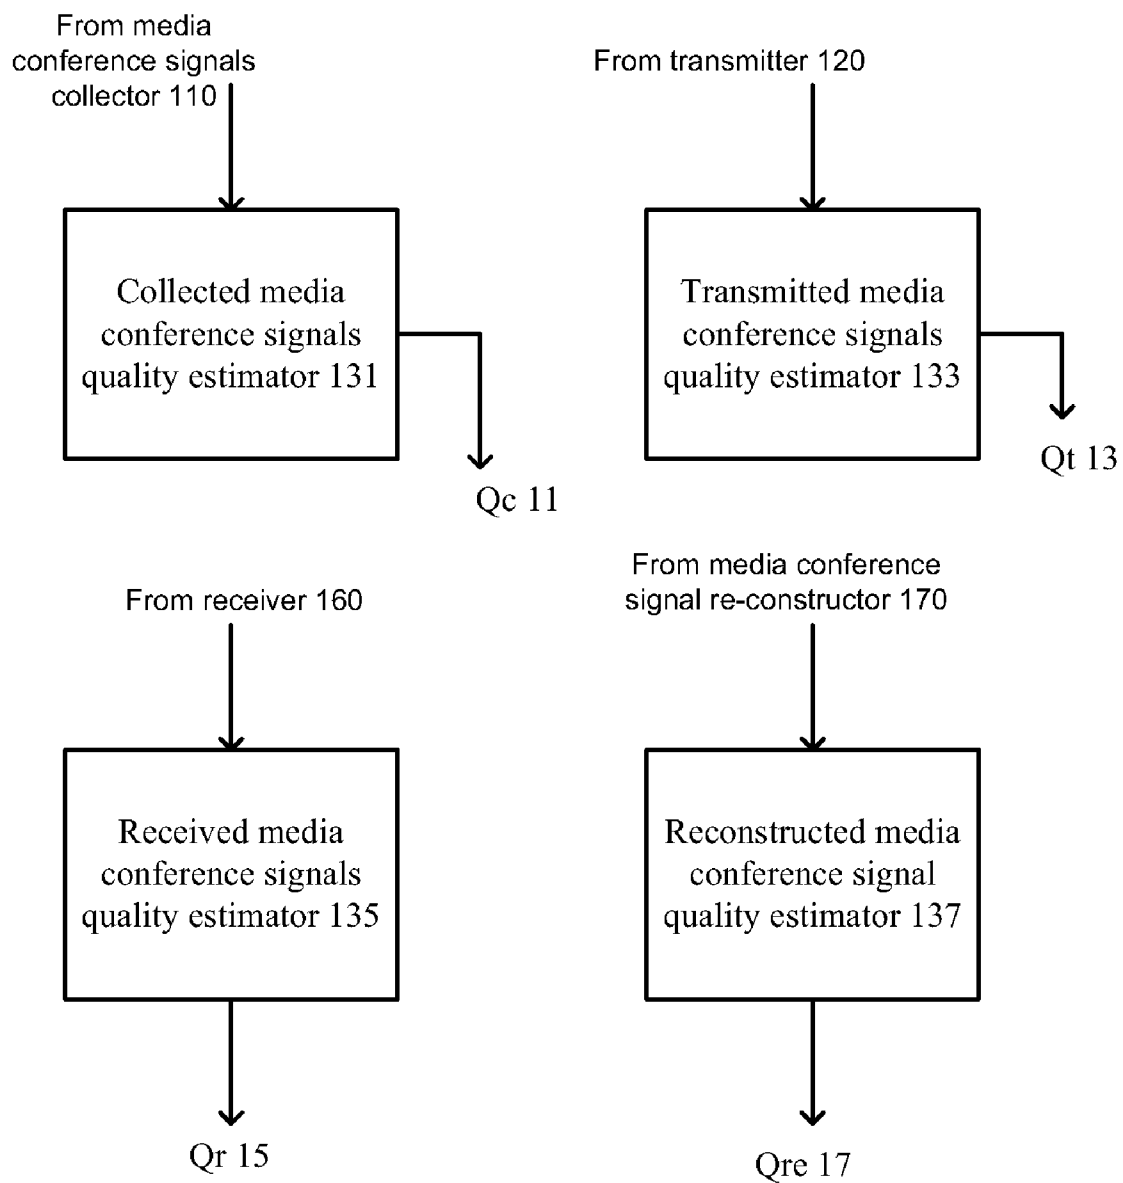 From media
conference signals
collector 110
From transmitter 120
Collected media
conference signals
quality estimator 131
Transmitted media
conference signals
quality estimator 133
Qc 11
Qt 13
From receiver 160
From media conference
signal re-constructor 170
Received media
conference signals
quality estimator 135
Reconstructed media
conference signal
quality estimator 137
Qr 15
Qre 17